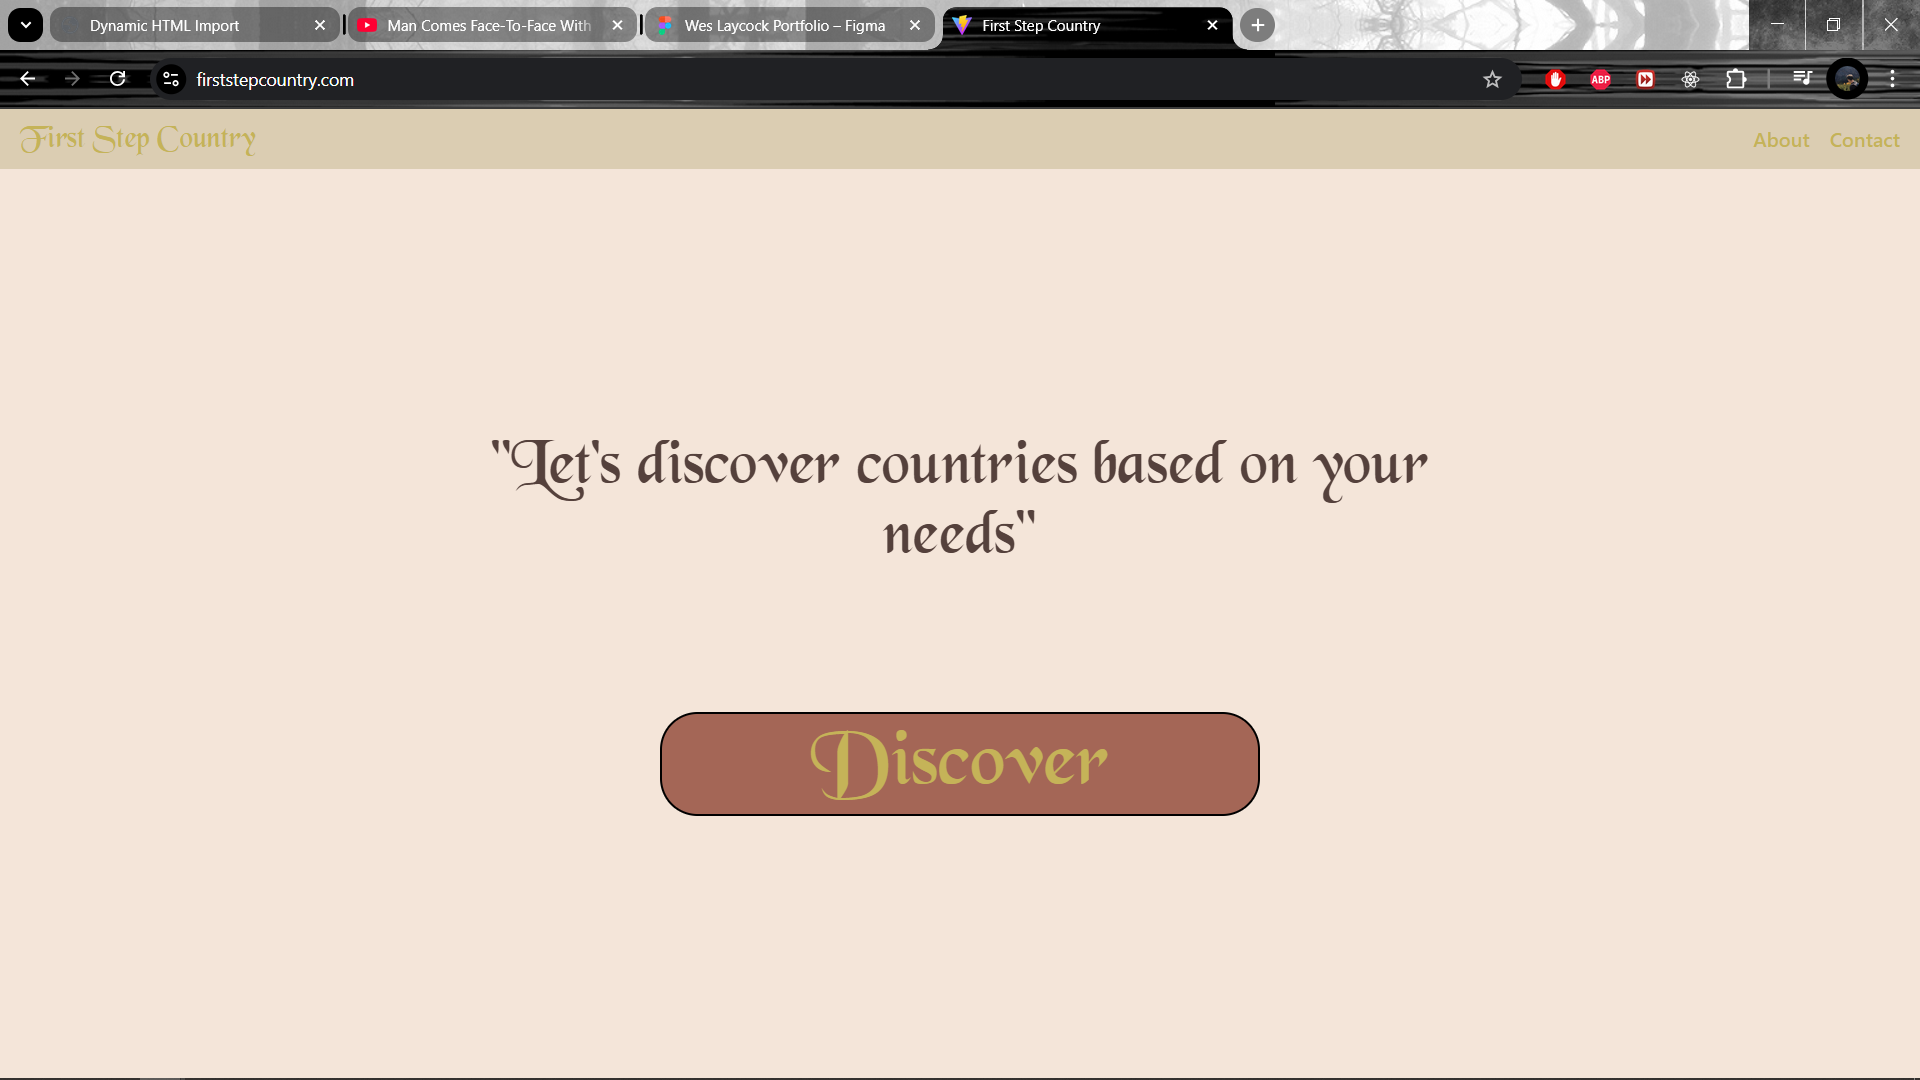 Dynamic HTML Import
Man Comes Face-To-Face With
Wes Laycock Portfolio – Figma
First Step Country
firststepcountry.com
ABP
First Step Country
About
Contact
"Let's discover countries based on your
needs"
Discover